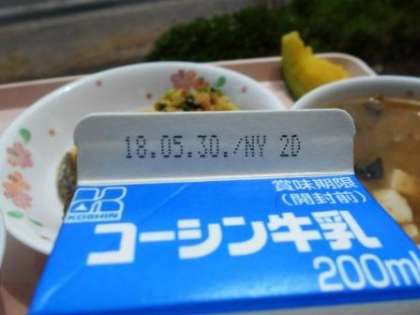 18.05.30./NY 2D
賞味期限
(開封前)
KOSHIN
コーシン牛乳
200ml